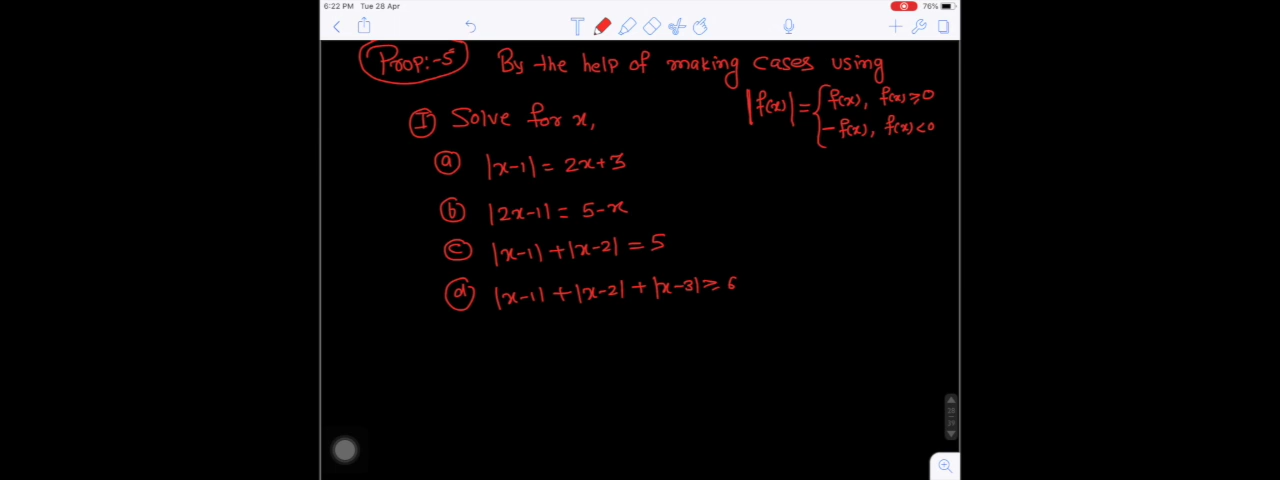 6:22 PM Tue 28 Apr
76%
Prop:-5 By the help of making cases using
|f(x)| = { f(x), f(x) ≥ 0
-f(x), f(x) < 0
I Solve for x,
a |x-1| = 2x+3
b |2x-1| = 5-x
c |x-1| + |x-2| = 5
d |x-1| + |x-2| + |x-3| ≥ 6